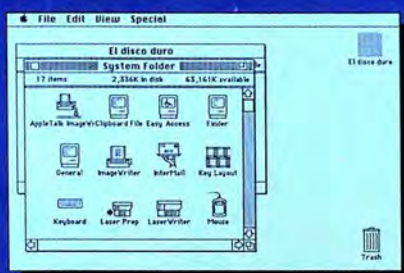 File Edit View Special
El disco duro
System Folder
17 items 2,336K in disk 63,161K available
El disco duro
AppleTalk ImageWr Clipboard File Easy Access Finder
General ImageWriter InterMail Key Layout
Keyboard Laser Prep LaserWriter Mouse
Trash